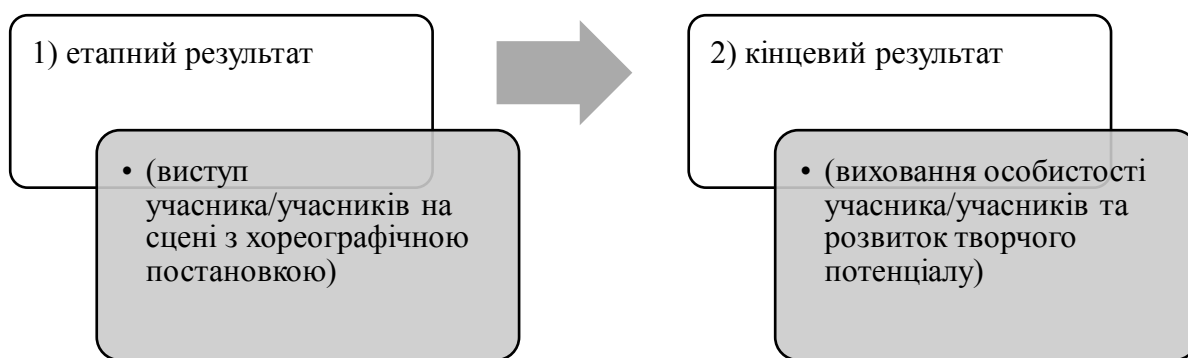 1) етапний результат
• (виступ
учасника/учасників на
сцені з хореографічною
постановкою)
2) кінцевий результат
• (виховання особистості
учасника/учасників та
розвиток творчого
потенціалу)